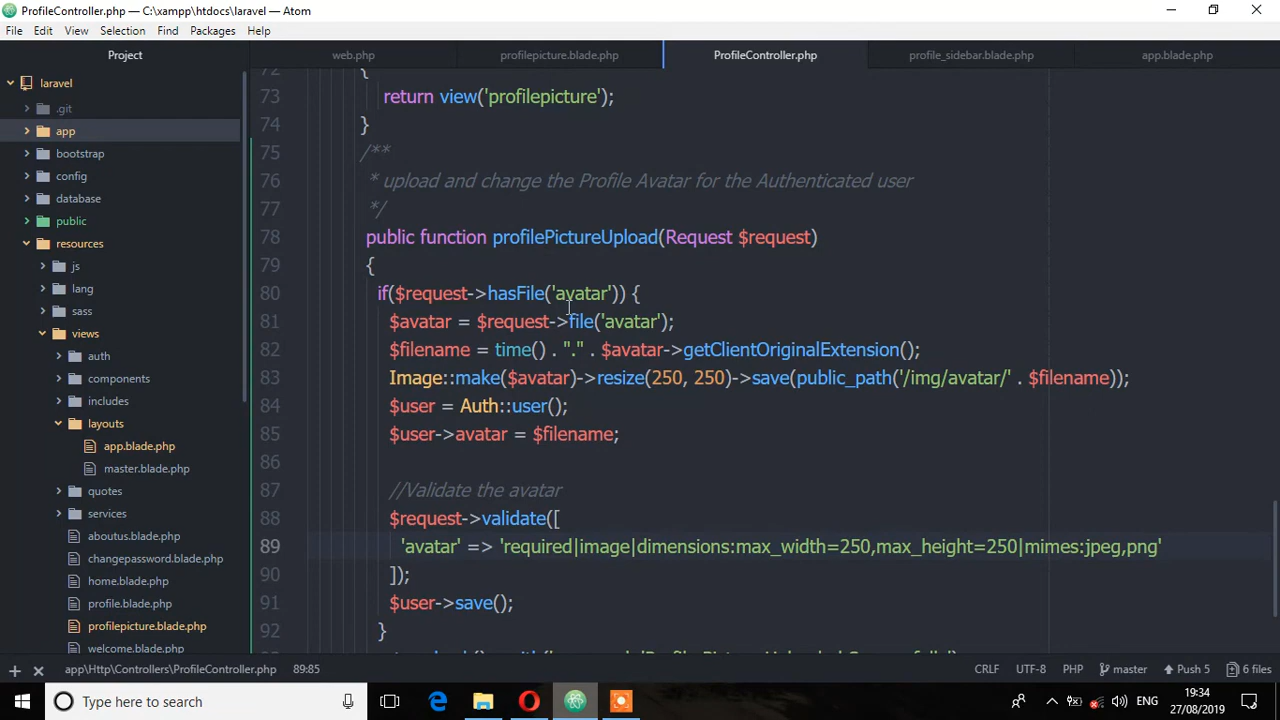 ProfileController.php — C:\xampp\htdocs\laravel — Atom
File Edit View Selection Find Packages Help
Project
web.php
profilepicture.blade.php
ProfileController.php
profile_sidebar.blade.php
app.blade.php
laravel
.git
app
bootstrap
config
database
public
resources
js
lang
sass
views
auth
components
includes
layouts
app.blade.php
master.blade.php
quotes
services
aboutus.blade.php
changepassword.blade.php
home.blade.php
profile.blade.php
profilepicture.blade.php
welcome.blade.php
72 {
73 return view('profilepicture');
74 }
75 /**
76 * upload and change the Profile Avatar for the Authenticated user
77 */
78 public function profilePictureUpload(Request $request)
79 {
80 if($request->hasFile('avatar')) {
81 $avatar = $request->file('avatar');
82 $filename = time() . "." . $avatar->getClientOriginalExtension();
83 Image::make($avatar)->resize(250, 250)->save(public_path('/img/avatar/' . $filename));
84 $user = Auth::user();
85 $user->avatar = $filename;
86
87 //Validate the avatar
88 $request->validate([
89 'avatar' => 'required|image|dimensions:max_width=250,max_height=250|mimes:jpeg,png'
90 ]);
91 $user->save();
92 }
app\Http\Controllers\ProfileController.php 89:85 CRLF UTF-8 PHP master Push 5 6 files
Type here to search
ENG
19:34
27/08/2019